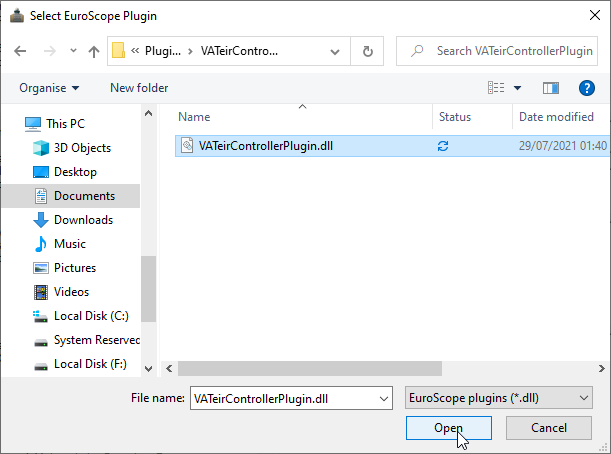 Select EuroScope Plugin
« Plugi... > VATeirContro...
Search VATeirControllerPlugin
Organise New folder
Name Status Date modified
This PC
3D Objects
Desktop
Documents
Downloads
Music
Pictures
Videos
Local Disk (C:)
System Reserved
Local Disk (F:)
VATeirControllerPlugin.dll 29/07/2021 01:40
File name: VATeirControllerPlugin.dll EuroScope plugins (*.dll)
Open Cancel